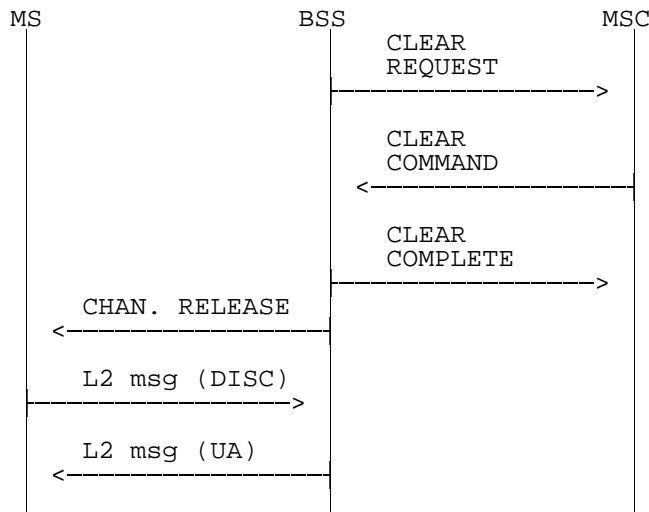 MS BSS MSC
CLEAR
REQUEST
CLEAR
COMMAND
CLEAR
COMPLETE
CHAN. RELEASE
L2 msg (DISC)
L2 msg (UA)